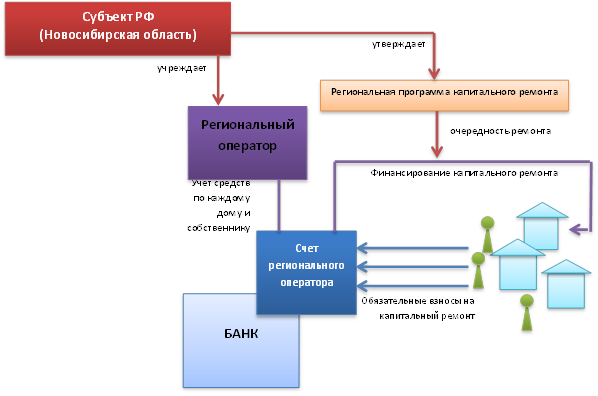 Субъект РФ
(Новосибирская область)
утверждает
учреждает
Региональная программа капитального ремонта
Региональный
оператор
очередность ремонта
Финансирование капитального ремонта
Учет средств
по каждому
дому и
собственнику
Счет
регионального
оператора
Обязательные взносы на
капитальный ремонт
БАНК